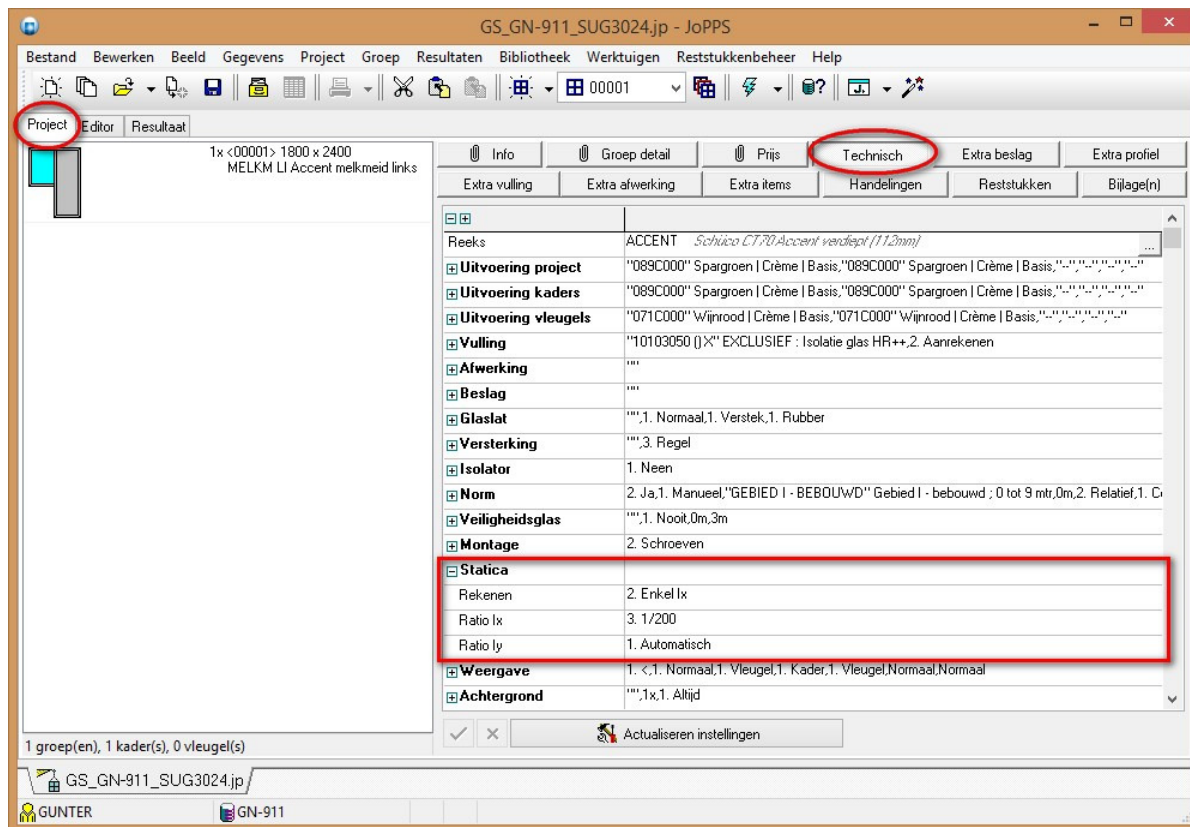 GS_GN-911_SUG3024.jp - JoPPS
Bestand Bewerken Beeld Gegevens Project Groep Resultaten Bibliotheek Werktuigen Reststukkenbeheer Help
00001
Project Editor Resultaat
1x <00001> 1800 x 2400
MELKM LI Accent melkmeid links
Info Groep detail Prijs Technisch Extra beslag Extra profiel
Extra vulling Extra afwerking Extra items Handelingen Reststukken Bijlage(n)
Reeks ACCENT Schüco CT70 Accent verdiept (112mm) ...
Uitvoering project "089C000" Spargroen | Crème | Basis,"089C000" Spargroen | Crème | Basis,"--","--","--","--"
Uitvoering kaders "089C000" Spargroen | Crème | Basis,"089C000" Spargroen | Crème | Basis,"--","--","--","--"
Uitvoering vleugels "071C000" Wijnrood | Crème | Basis,"071C000" Wijnrood | Crème | Basis,"--","--","--","--"
Vulling "10103050 () X" EXCLUSIEF : Isolatie glas HR++,2. Aanrekenen
Afwerking ""
Beslag ""
Glaslat "",1. Normaal,1. Verstek,1. Rubber
Versterking "",3. Regel
Isolator 1. Neen
Norm 2. Ja,1. Manueel,"GEBIED I - BEBOUWD" Gebied I - bebouwd ; 0 tot 9 mtr,0m,2. Relatief,1. C
Veiligheidsglas "",1. Nooit,0m,3m
Montage 2. Schroeven
Statica
Rekenen 2. Enkel Ix
Ratio Ix 3. 1/200
Ratio Iy 1. Automatisch
Weergave 1. <,1. Normaal,1. Vleugel,1. Kader,1. Vleugel,Normaal,Normaal
Achtergrond "",1x,1. Altijd
Actualiseren instellingen
1 groep(en), 1 kader(s), 0 vleugel(s)
GS_GN-911_SUG3024.jp
GUNTER GN-911